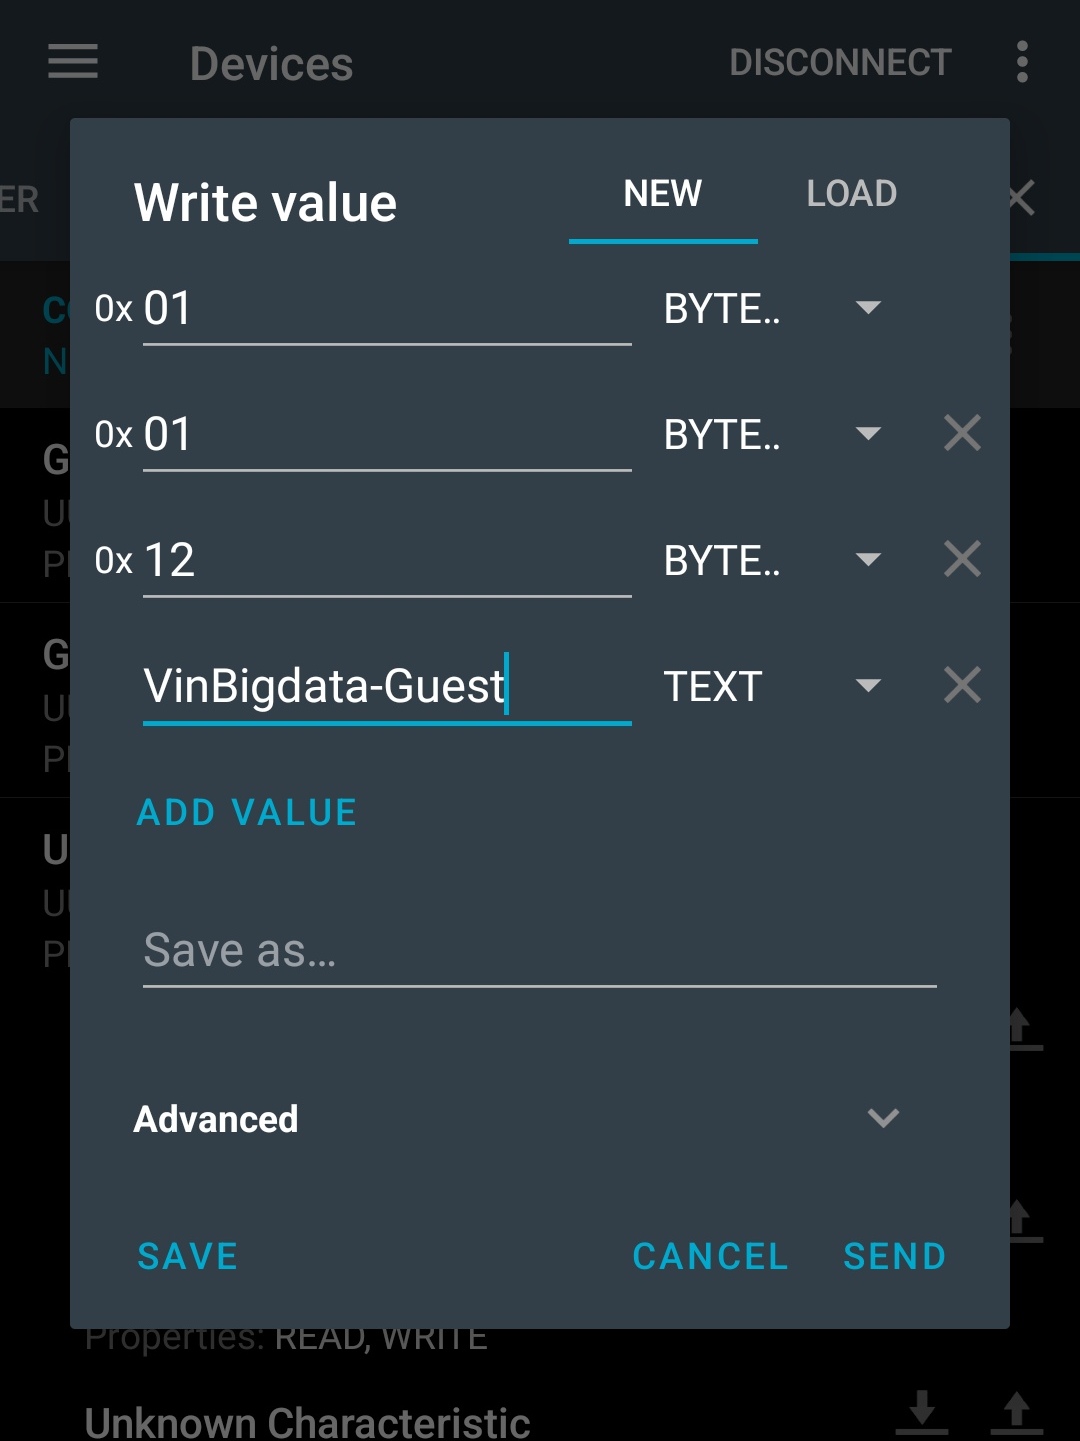 Devices DISCONNECT
ER
Write value NEW LOAD
0x 01 BYTE..
0x 01 BYTE..
0x 12 BYTE..
VinBigdata-Guest TEXT
ADD VALUE
Save as...
Advanced
SAVE CANCEL SEND
Properties: READ, WRITE
Unknown Characteristic